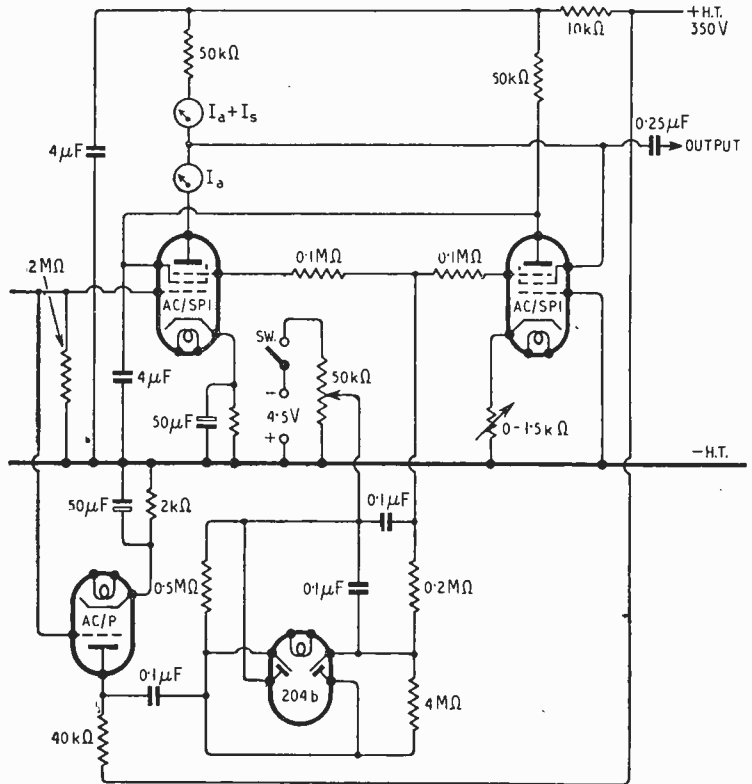 +H.T.
350V
10kΩ
50kΩ
50kΩ
Ia+Is
0·25µF
OUTPUT
4µF
Ia
0·1MΩ
0·1MΩ
2MΩ
AC/SP1
AC/SP1
SW.
50kΩ
4µF
50µF
−
4·5V
+
0-1·5kΩ
−H.T.
50µF
2kΩ
0·1µF
0·5MΩ
0·1µF
0·2MΩ
AC/P
0·1µF
204b
4MΩ
40kΩ